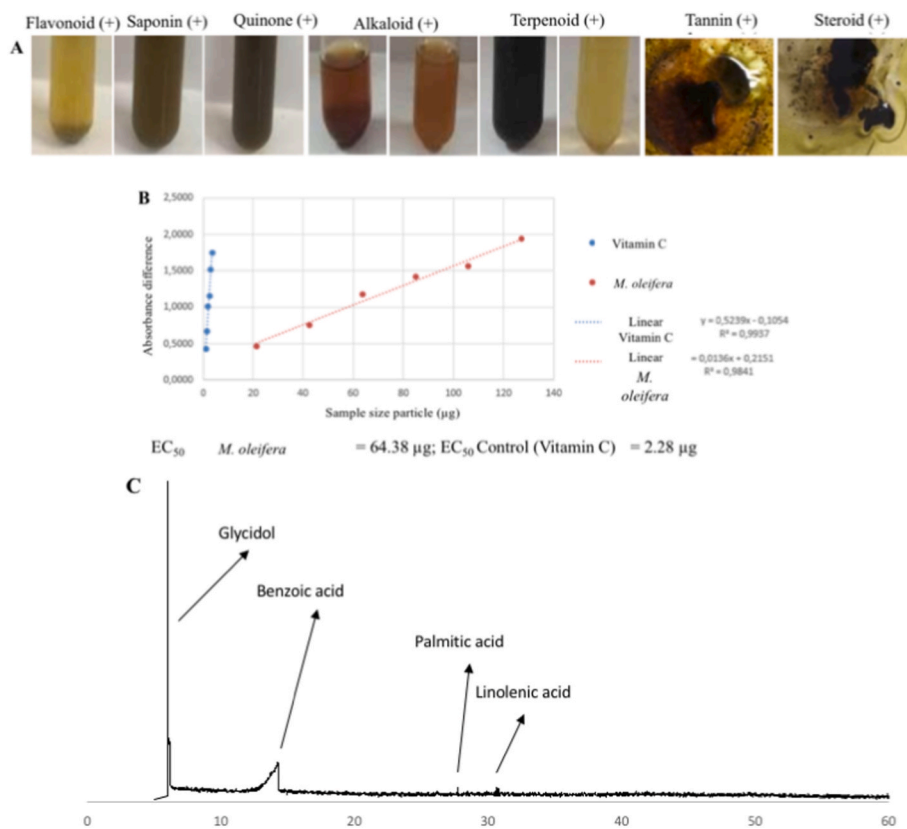 Flavonoid (+) Saponin (+) Quinone (+) Alkaloid (+) Terpenoid (+) Tannin (+) Steroid (+)
A
B
2,5000
2,0000
1,5000
1,0000
0,5000
0,0000
Absorbance difference
0 20 40 60 80 100 120 140
Sample size particle (µg)
Vitamin C
M. oleifera
Linear Vitamin C
y = 0,5239x - 0,1054
R² = 0,9937
Linear M. oleifera
= 0,0136x + 0,2151
R² = 0,9841
EC50 M. oleifera = 64.38 µg; EC50 Control (Vitamin C) = 2.28 µg
C
Glycidol
Benzoic acid
Palmitic acid
Linolenic acid
0 10 20 30 40 50 60